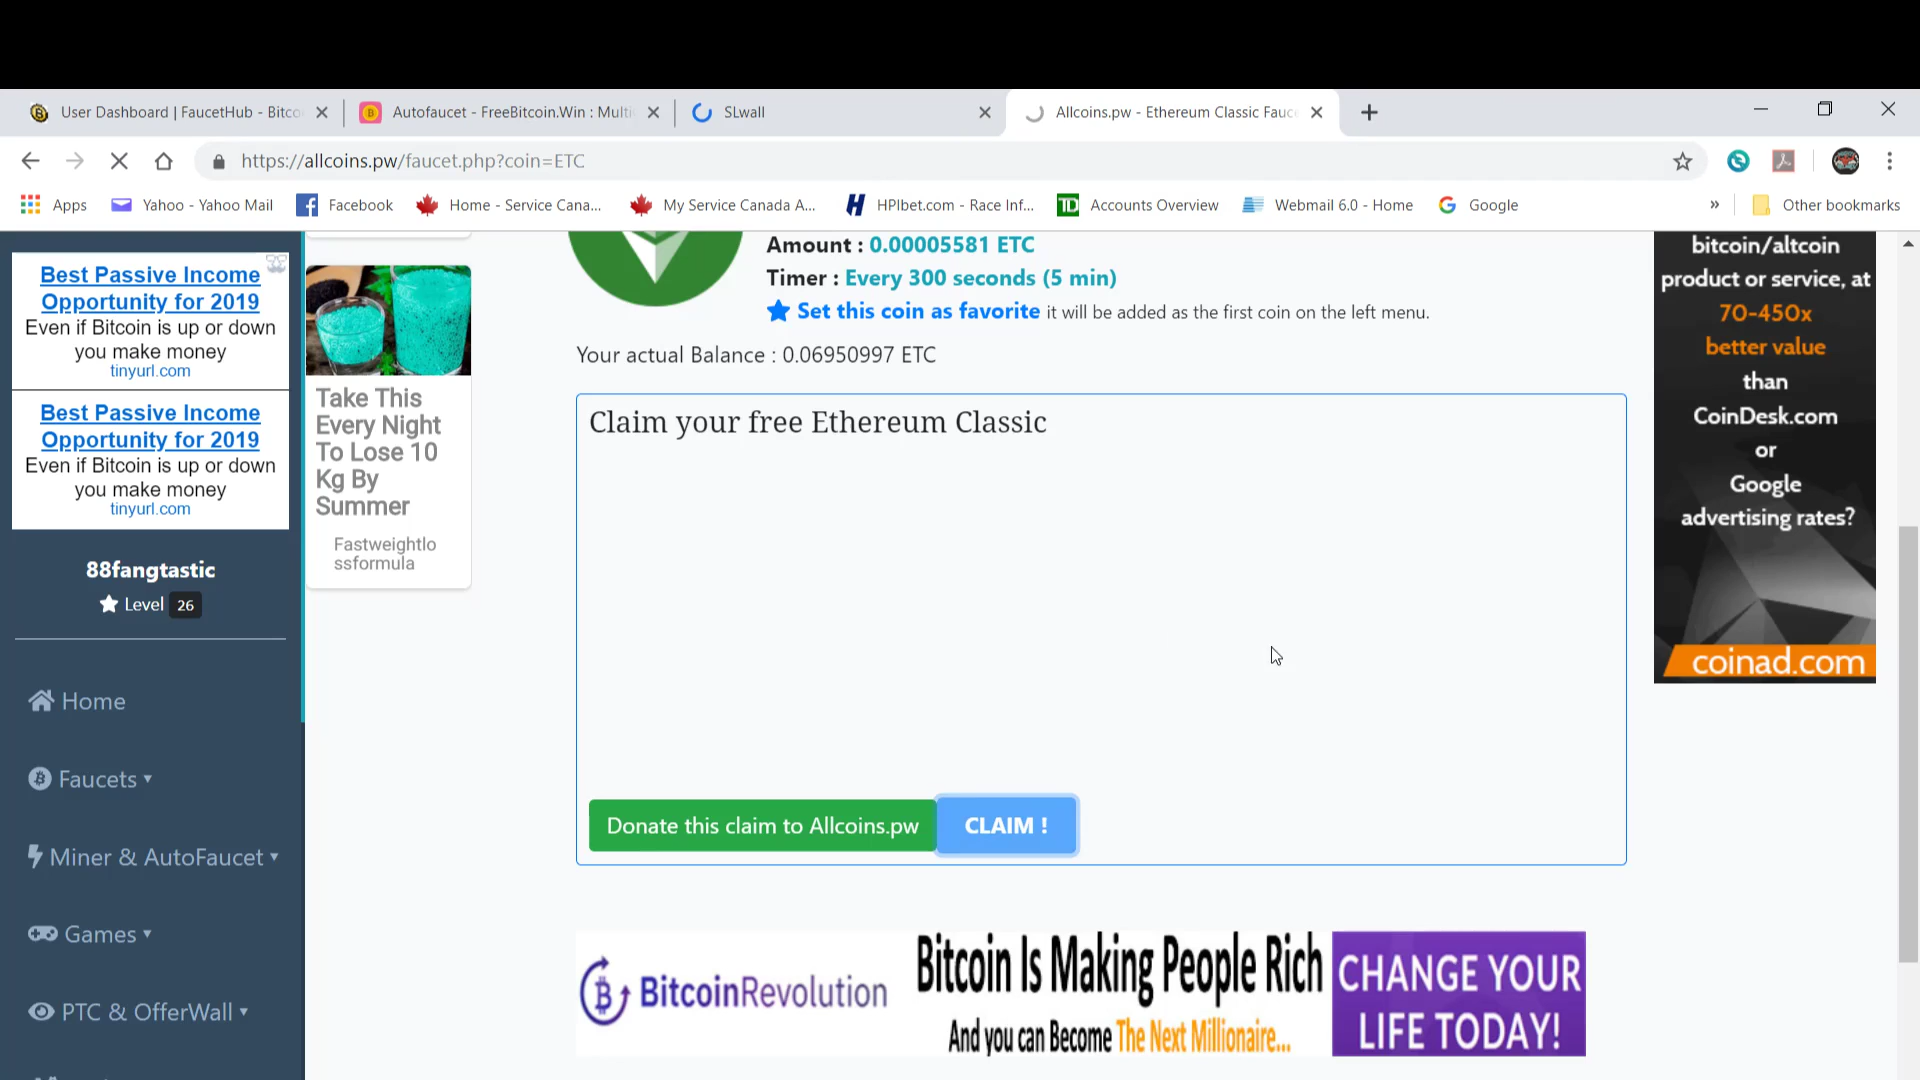 User Dashboard | FaucetHub - Bitco
Autofaucet - FreeBitcoin.Win : Multi
SLwall
Allcoins.pw - Ethereum Classic Fauce
https://allcoins.pw/faucet.php?coin=ETC
Apps
Yahoo - Yahoo Mail
Facebook
Home - Service Cana...
My Service Canada A...
HPIbet.com - Race Inf...
TD
Accounts Overview
Webmail 6.0 - Home
Google
»
Other bookmarks
Best Passive Income
Opportunity for 2019
Even if Bitcoin is up or down
you make money
tinyurl.com
Best Passive Income
Opportunity for 2019
Even if Bitcoin is up or down
you make money
tinyurl.com
88fangtastic
Level 26
Home
Faucets
Miner & AutoFaucet
Games
PTC & OfferWall
Take This
Every Night
To Lose 10
Kg By
Summer
Fastweightlo
ssformula
Amount : 0.00005581 ETC
Timer : Every 300 seconds (5 min)
Set this coin as favorite it will be added as the first coin on the left menu.
Your actual Balance : 0.06950997 ETC
Claim your free Ethereum Classic
Donate this claim to Allcoins.pw
CLAIM !
BitcoinRevolution
Bitcoin Is Making People Rich
And you can Become The Next Millionaire...
CHANGE YOUR
LIFE TODAY!
bitcoin/altcoin
product or service, at
70-450x
better value
than
CoinDesk.com
or
Google
advertising rates?
coinad.com